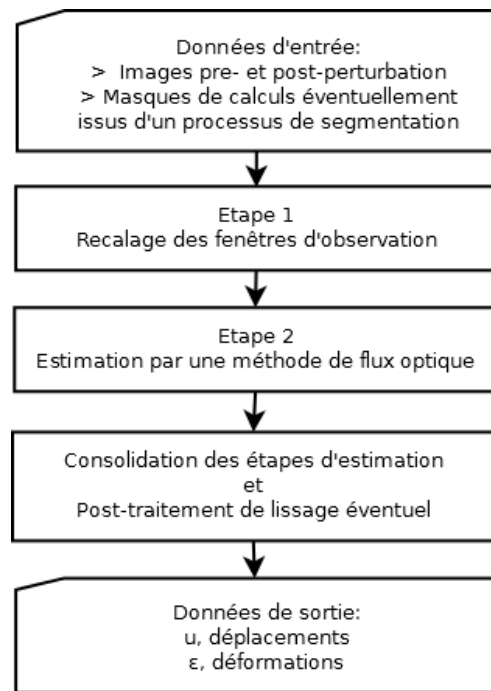 Données d'entrée:
> Images pre- et post-perturbation
> Masques de calculs éventuellement
issus d'un processus de segmentation
Etape 1
Recalage des fenêtres d'observation
Etape 2
Estimation par une méthode de flux optique
Consolidation des étapes d'estimation
et
Post-traitement de lissage éventuel
Données de sortie:
u, déplacements
ε, déformations